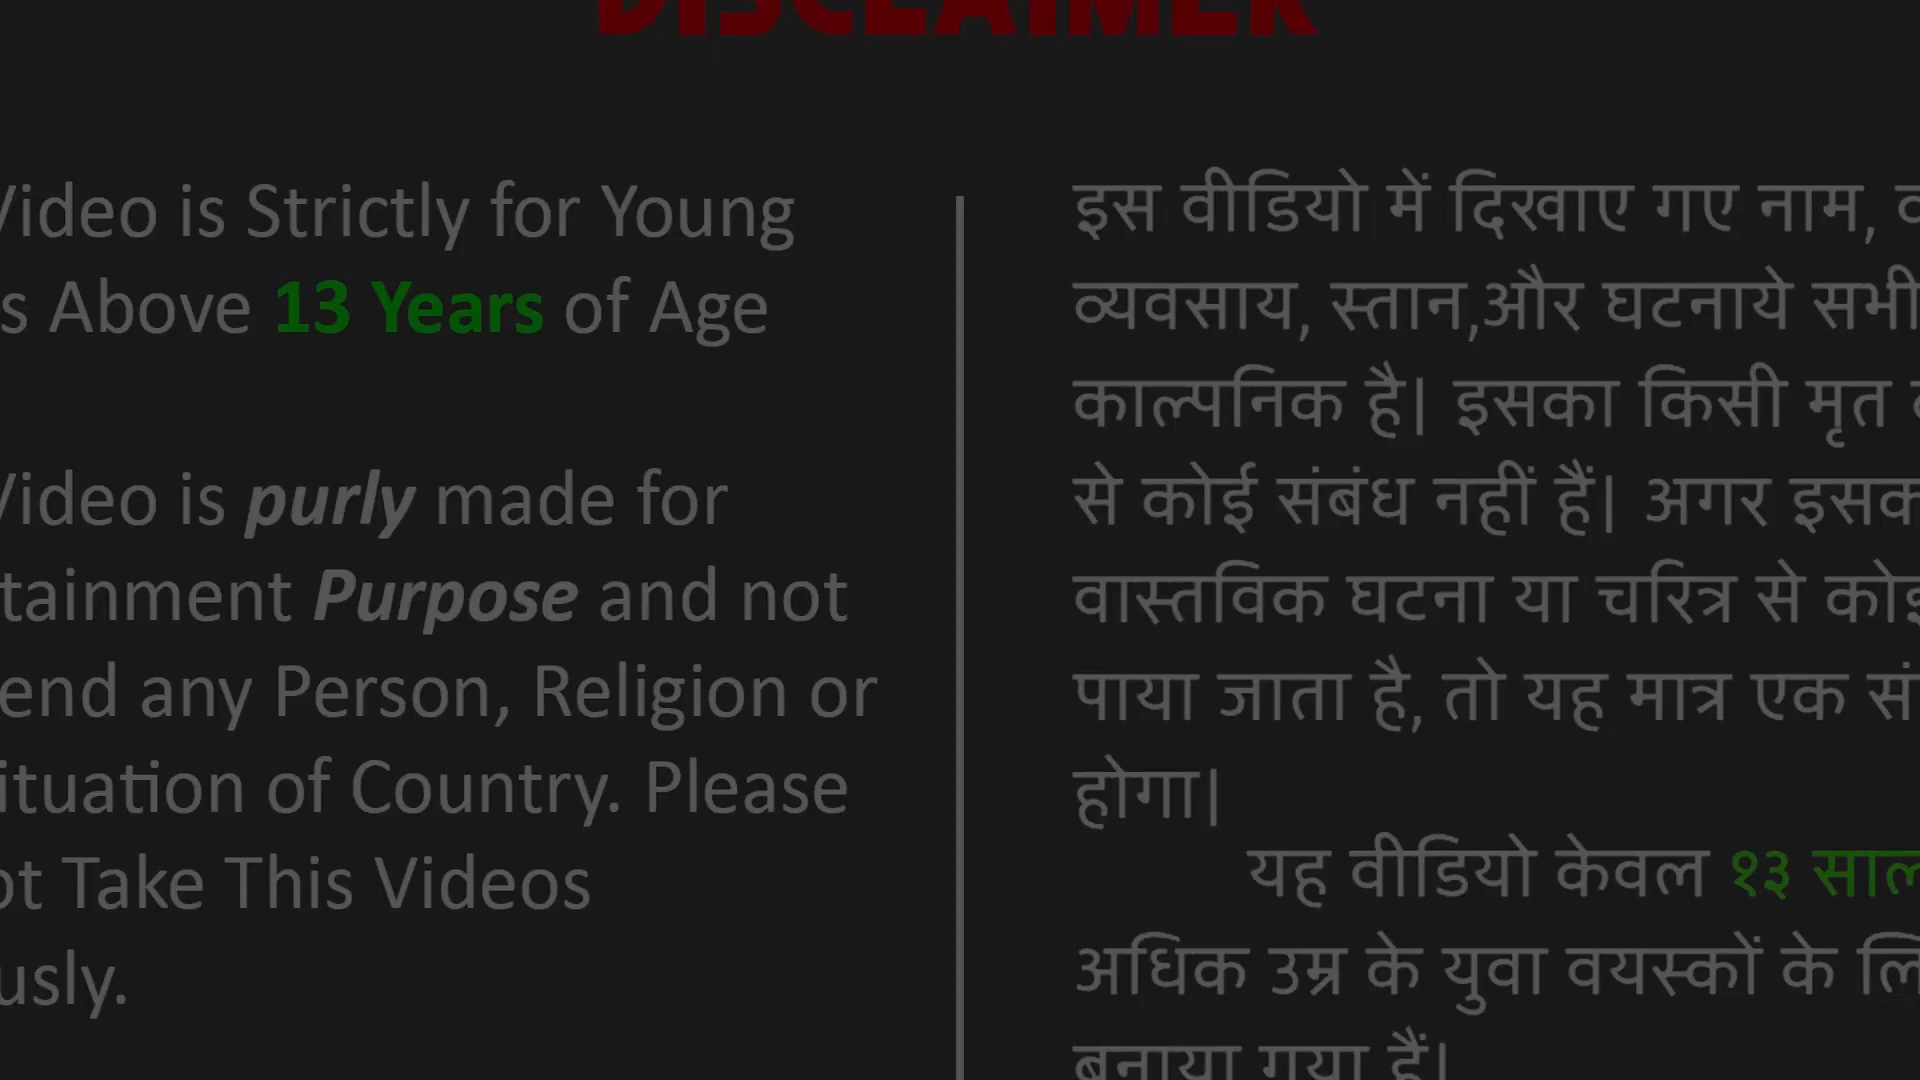 DISCLAIMER
Video is Strictly for Young
s Above 13 Years of Age
Video is purly made for
tainment Purpose and not
end any Person, Religion or
ituation of Country. Please
ot Take This Videos
usly.
इस वीडियो में दिखाए गए नाम,
व्यवसाय, स्तान,और घटनाये सभी
काल्पनिक है| इसका किसी मृत
से कोई संबंध नहीं हैं| अगर इसक
वास्तविक घटना या चरित्र से कोई
पाया जाता है, तो यह मात्र एक सं
होगा|
यह वीडियो केवल १३ साल
अधिक उम्र के युवा वयस्कों के लि
बनाया गया हैं|